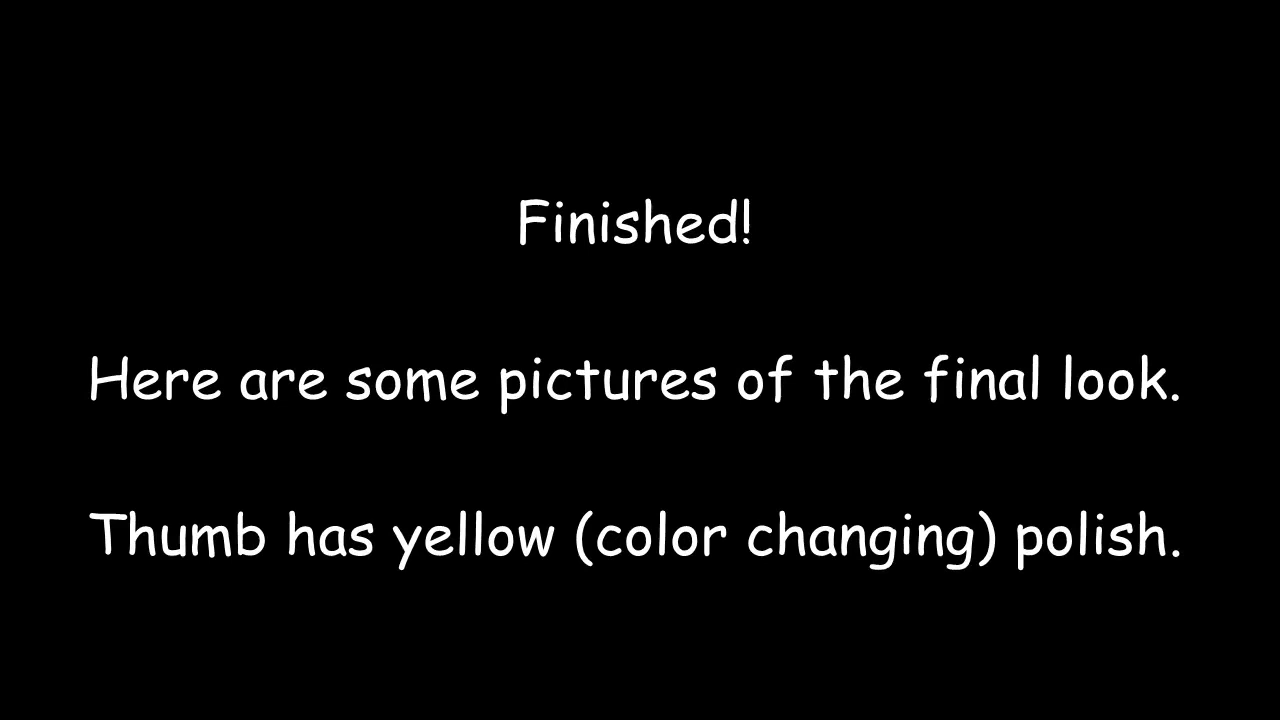 Finished!
Here are some pictures of the final look.
Thumb has yellow (color changing) polish.